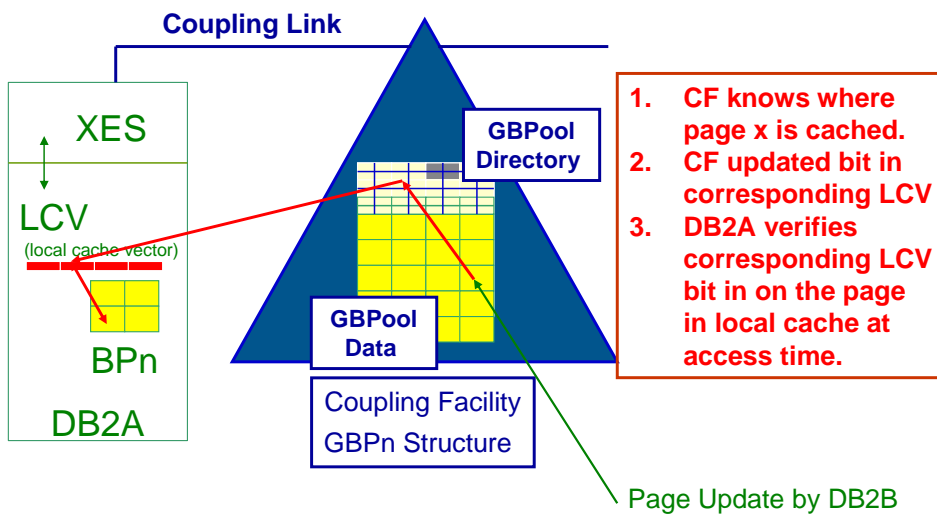 Coupling Link
XES
LCV
(local cache vector)
BPn
DB2A
GBPool
Directory
GBPool
Data
Coupling Facility
GBPn Structure
1. CF knows where
page x is cached.
2. CF updated bit in
corresponding LCV
3. DB2A verifies
corresponding LCV
bit in on the page
in local cache at
access time.
Page Update by DB2B